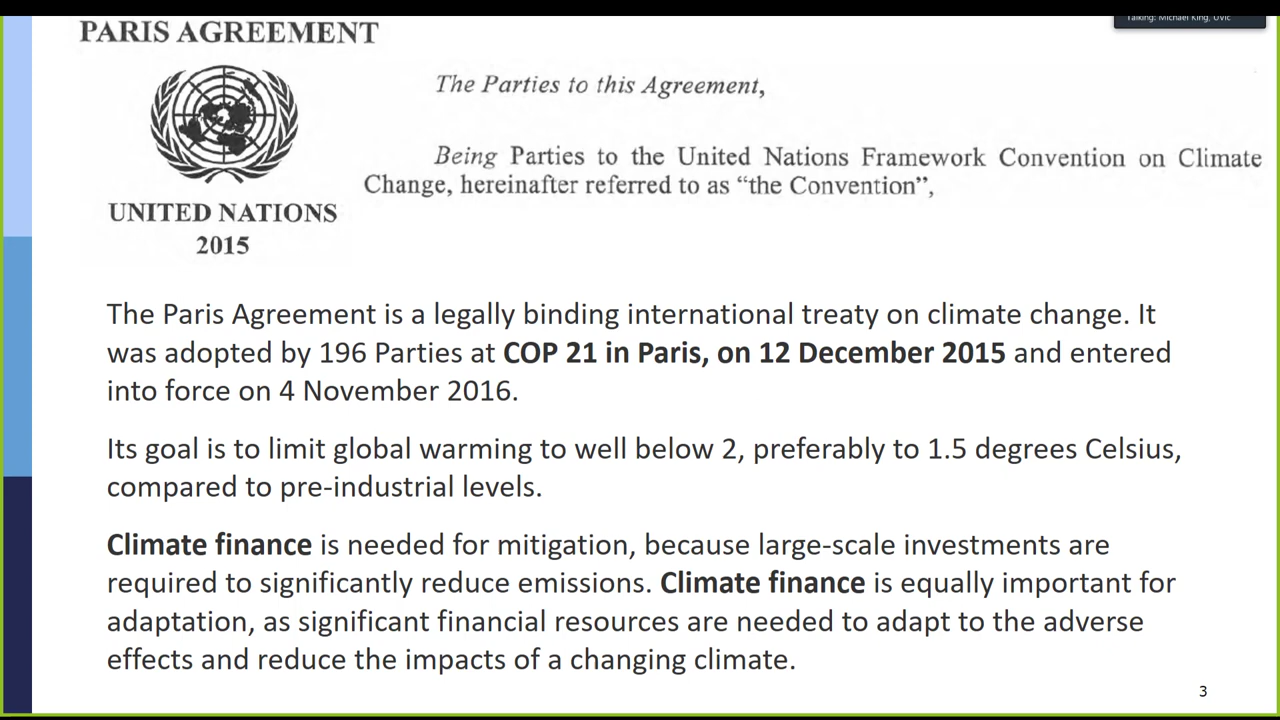 Talking: Michael King, UVic
PARIS AGREEMENT
The Parties to this Agreement,
Being Parties to the United Nations Framework Convention on Climate
Change, hereinafter referred to as “the Convention”,
UNITED NATIONS
2015
The Paris Agreement is a legally binding international treaty on climate change. It
was adopted by 196 Parties at COP 21 in Paris, on 12 December 2015 and entered
into force on 4 November 2016.
Its goal is to limit global warming to well below 2, preferably to 1.5 degrees Celsius,
compared to pre-industrial levels.
Climate finance is needed for mitigation, because large-scale investments are
required to significantly reduce emissions. Climate finance is equally important for
adaptation, as significant financial resources are needed to adapt to the adverse
effects and reduce the impacts of a changing climate.
3